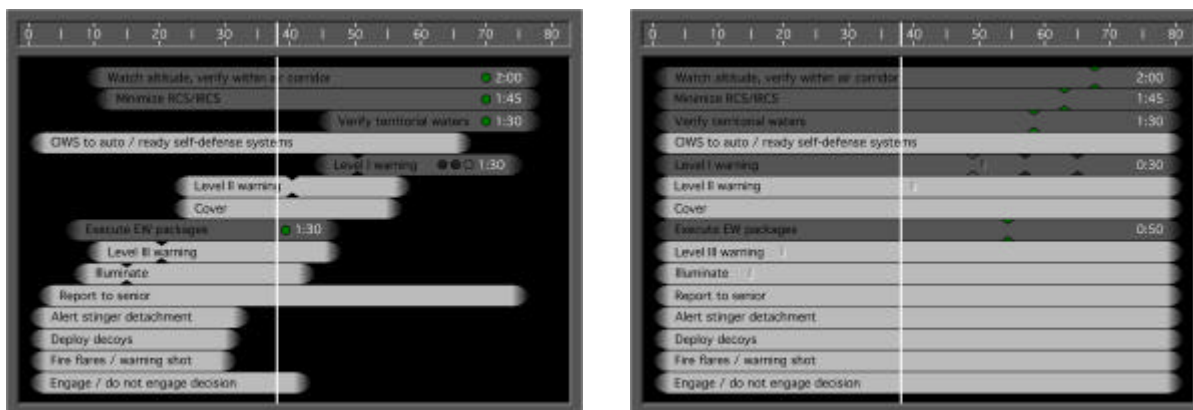 0 10 20 30 40 50 60 70 80
Watch altitude, verify within air corridor 2:00
Minimize RCS/IRCS 1:45
Verify territorial waters 1:30
CIWS to auto / ready self-defense systems
Level I warning 1:30
Level II warning
Cover
Execute EW packages 1:30
Level III warning
Illuminate
Report to senior
Alert stinger detachment
Deploy decoys
Fire flares / warning shot
Engage / do not engage decision
0 10 20 30 40 50 60 70 80
Watch altitude, verify within air corridor 2:00
Minimize RCS/IRCS 1:45
Verify territorial waters 1:30
CIWS to auto / ready self-defense systems
Level I warning 0:30
Level II warning
Cover
Execute EW packages 0:50
Level III warning
Illuminate
Report to senior
Alert stinger detachment
Deploy decoys
Fire flares / warning shot
Engage / do not engage decision